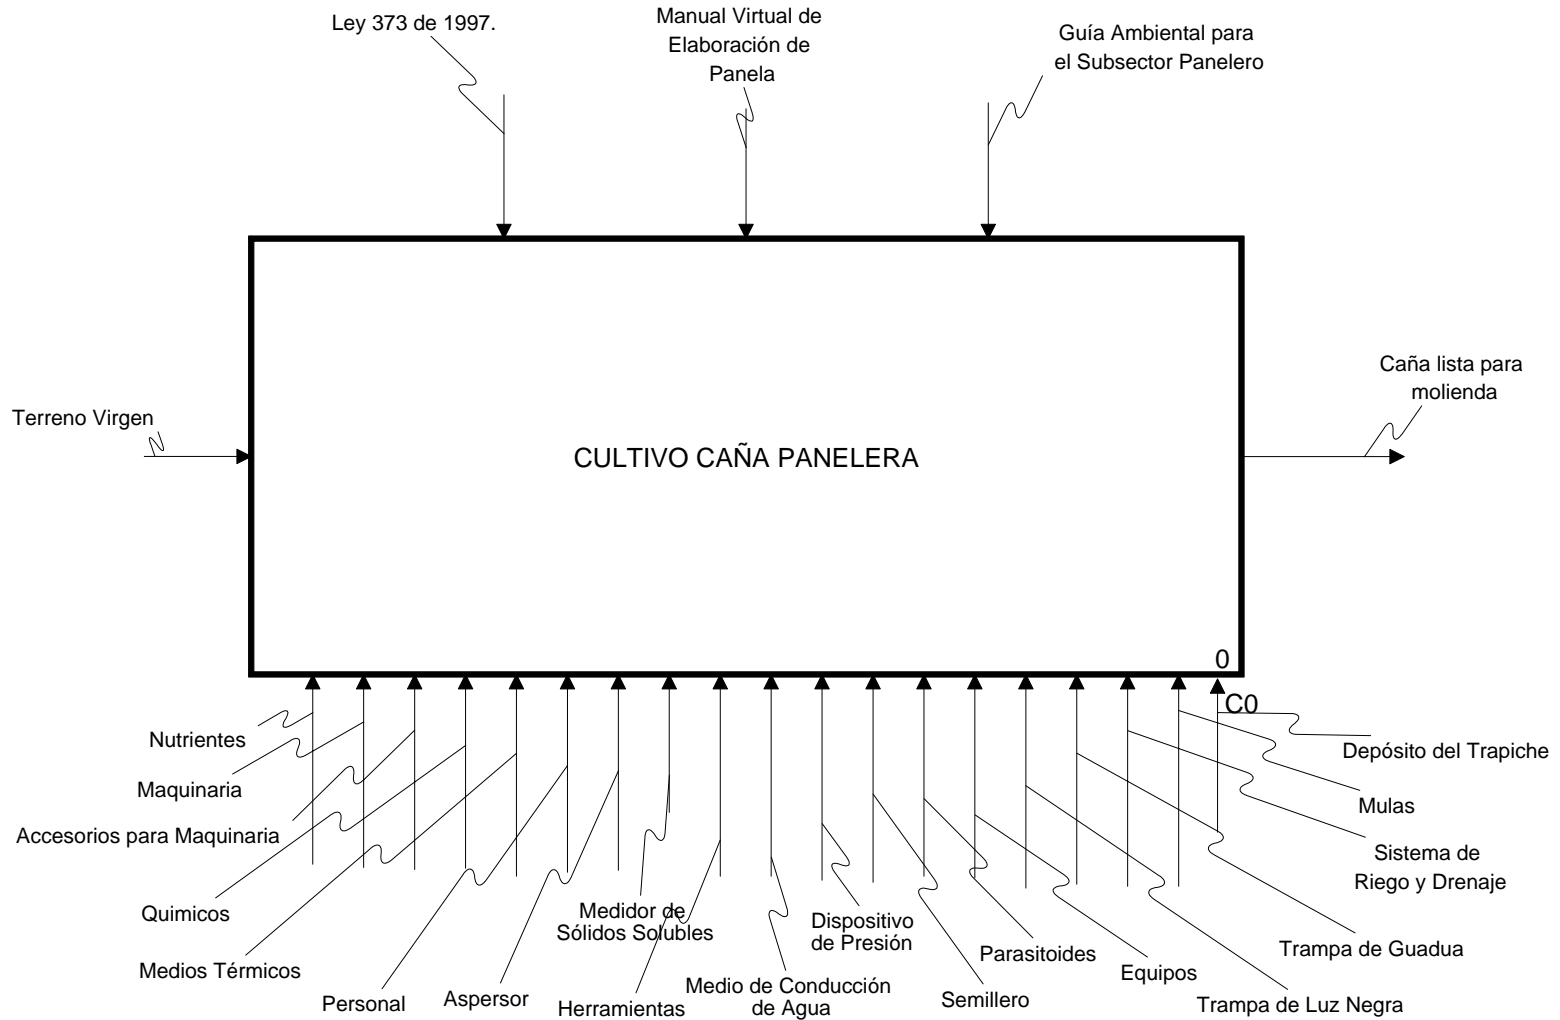 Ley 373 de 1997.
Manual Virtual de
Elaboración de
Panela
Guía Ambiental para
el Subsector Panelero
Terreno Virgen
Caña lista para
molienda
CULTIVO CAÑA PANELERA
0
C0
Nutrientes
Maquinaria
Accesorios para Maquinaria
Quimicos
Medios Térmicos
Personal
Aspersor
Medidor de
Sólidos Solubles
Herramientas
Medio de Conducción
de Agua
Dispositivo
de Presión
Semillero
Parasitoides
Equipos
Trampa de Luz Negra
Trampa de Guadua
Sistema de
Riego y Drenaje
Mulas
Depósito del Trapiche